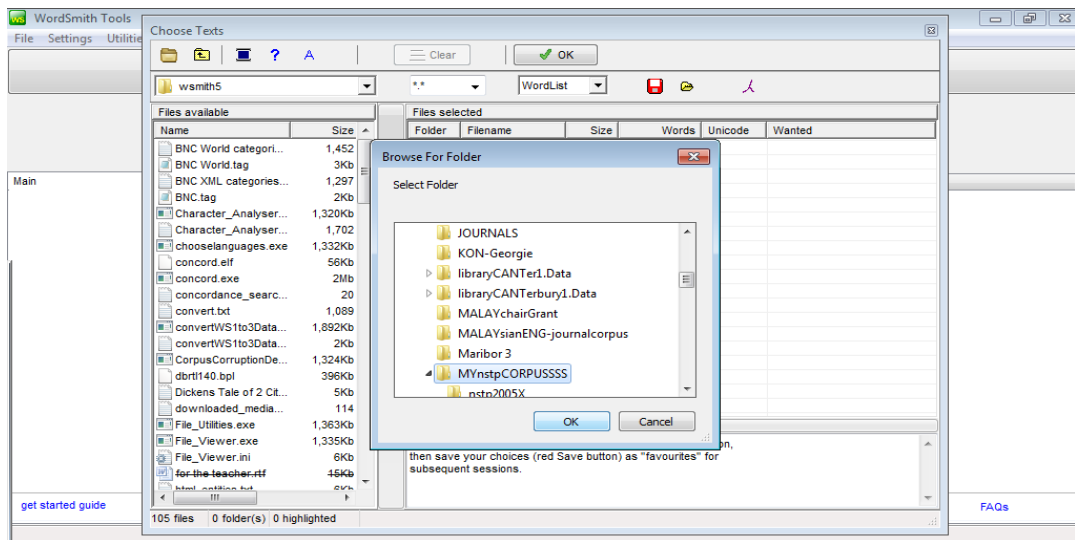 ws WordSmith Tools
File Settings Utilitie
Choose Texts
? A Clear OK
wsmith5 *.* WordList
Files available
Name Size
BNC World categori... 1,452
BNC World.tag 3Kb
BNC XML categories... 1,297
BNC.tag 2Kb
Character_Analyser... 1,320Kb
Character_Analyser... 1,702
chooselanguages.exe 1,332Kb
concord.elf 56Kb
concord.exe 2Mb
concordance_searc... 20
convert.txt 1,089
convertWS1to3Data... 1,892Kb
convertWS1to3Data... 2Kb
CorpusCorruptionDe... 1,324Kb
dbrtl140.bpl 396Kb
Dickens Tale of 2 Cit... 5Kb
downloaded_media... 114
File_Utilities.exe 1,363Kb
File_Viewer.exe 1,335Kb
File_Viewer.ini 6Kb
for the teacher.rtf 15Kb
html_entities.txt 6Kb
105 files 0 folder(s) 0 highlighted
Files selected
Folder Filename Size Words Unicode Wanted
Browse For Folder
Select Folder
JOURNALS
KON-Georgie
libraryCANTer1.Data
libraryCANTerbury1.Data
MALAYchairGrant
MALAYsianENG-journalcorpus
Maribor 3
MYnstpCORPUSSSS
nstp2005X
OK Cancel
then save your choices (red Save button) as "favourites" for
subsequent sessions.
Main
get started guide
FAQs